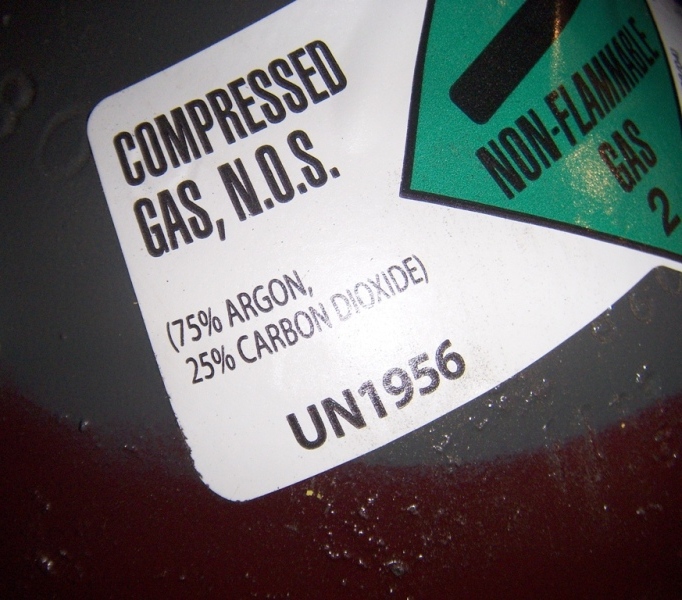 COMPRESSED
GAS, N.O.S.
(75% ARGON,
25% CARBON DIOXIDE)
UN1956
NON-FLAMMABLE
GAS
2